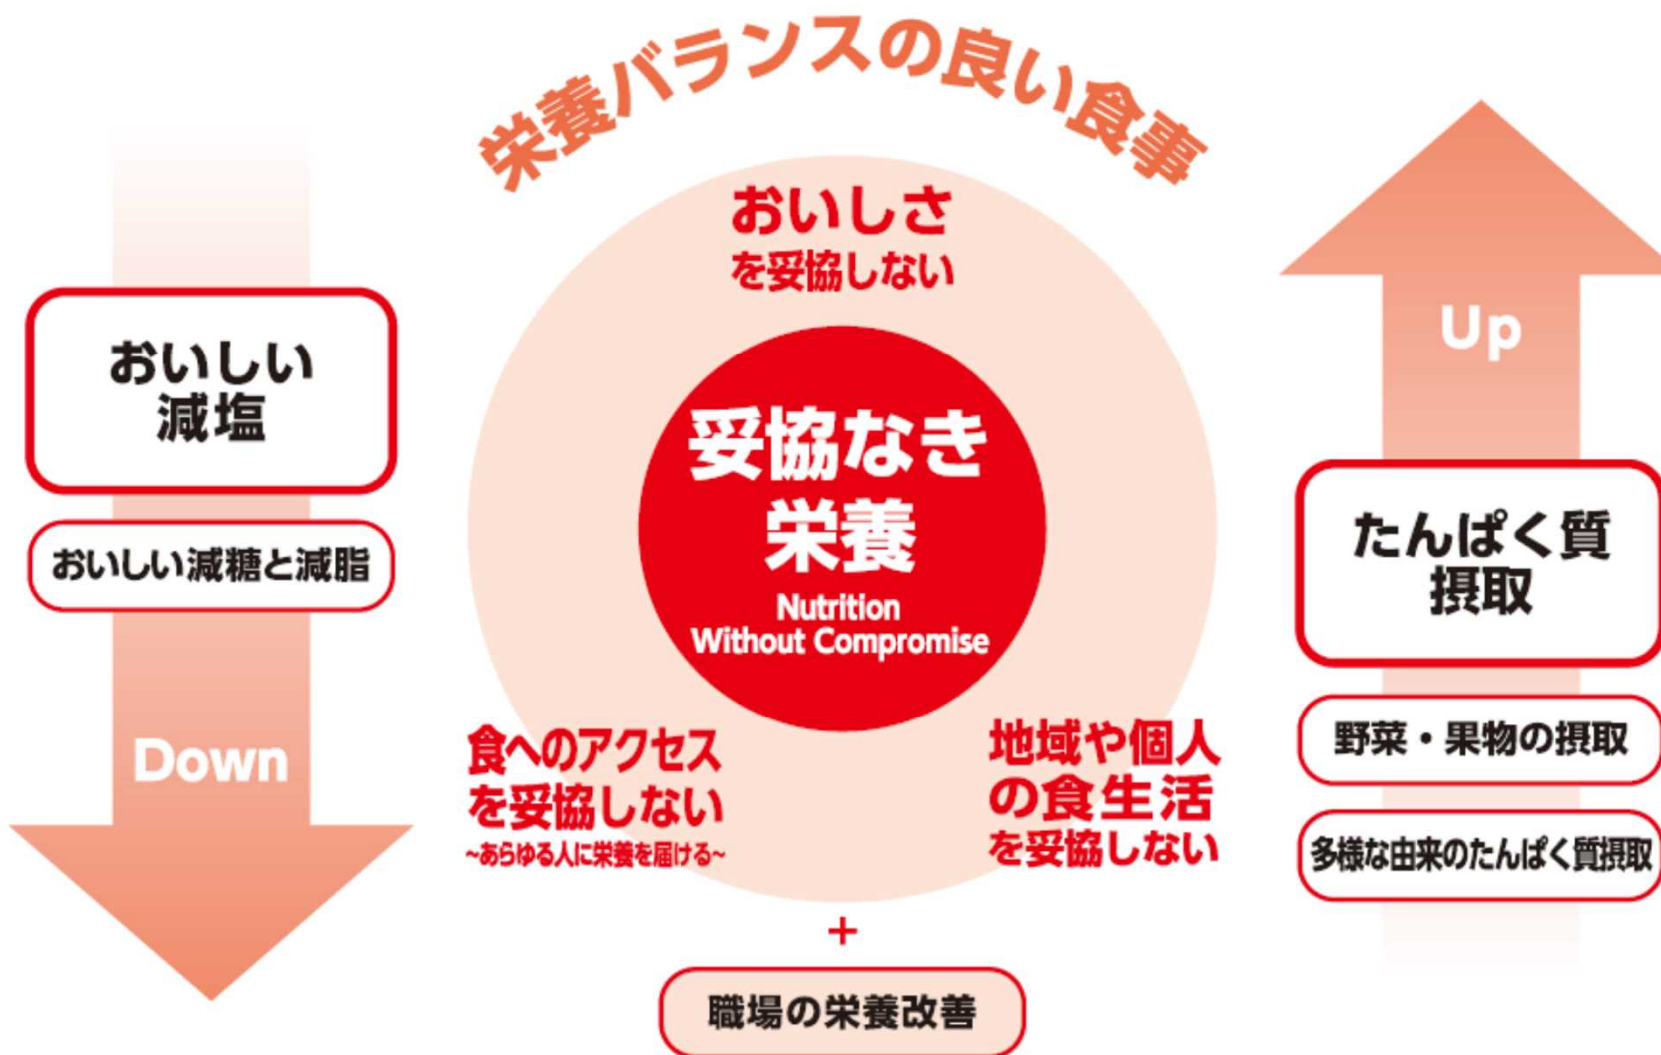 栄養バランスの良い食事
おいしい
減塩
おいしい減糖と減脂
Down
おいしさ
を妥協しない
妥協なき
栄養
Nutrition
Without Compromise
食へのアクセス
を妥協しない
~あらゆる人に栄養を届ける~
地域や個人
の食生活
を妥協しない
+
職場の栄養改善
Up
たんぱく質
摂取
野菜・果物の摂取
多様な由来のたんぱく質摂取